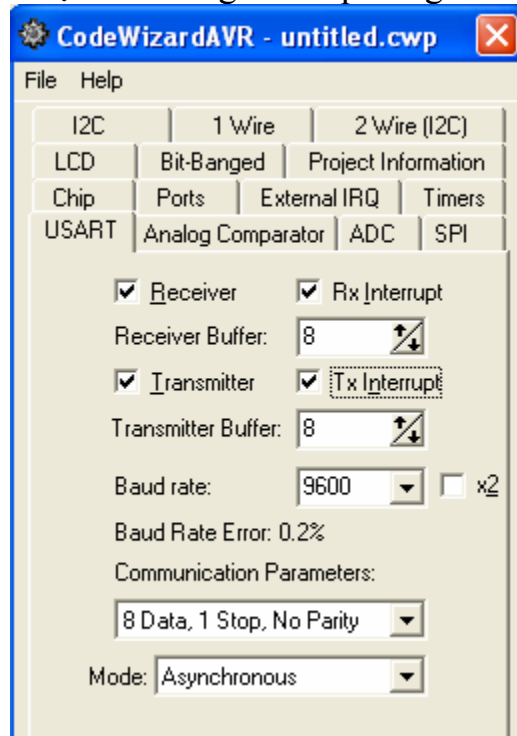 CodeWizardAVR - untitled.cwp
File Help
I2C 1 Wire 2 Wire (I2C)
LCD Bit-Banged Project Information
Chip Ports External IRQ Timers
USART Analog Comparator ADC SPI
Receiver Rx Interrupt
Receiver Buffer: 8
Transmitter Tx Interrupt
Transmitter Buffer: 8
Baud rate: 9600 x2
Baud Rate Error: 0.2%
Communication Parameters:
8 Data, 1 Stop, No Parity
Mode: Asynchronous